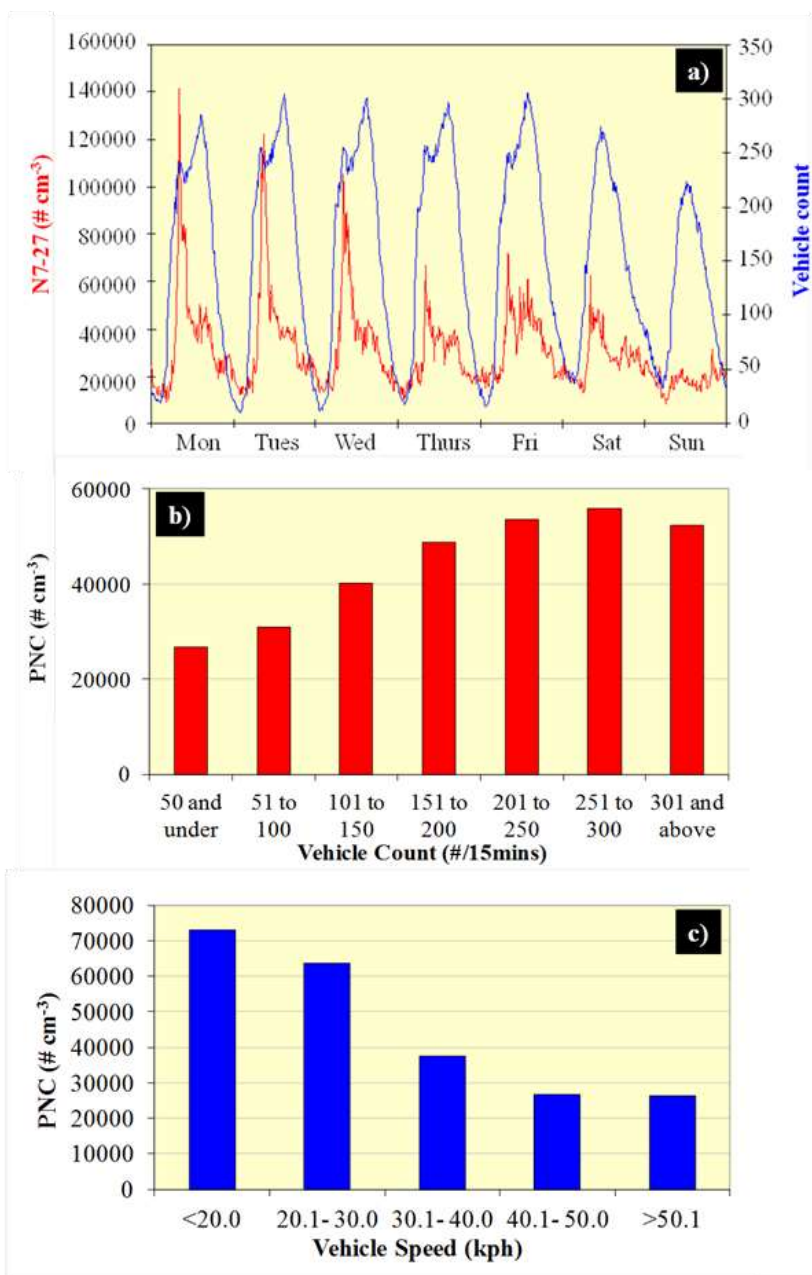 a)
N7-27 (# cm-3)
160000
140000
120000
100000
80000
60000
40000
20000
0
350
300
250
200
150
100
50
0
Vehicle count
Mon Tues Wed Thurs Fri Sat Sun
b)
PNC (# cm-3)
60000
40000
20000
0
50 and 51 to 101 to 151 to 201 to 251 to 301 and
under 100 150 200 250 300 above
Vehicle Count (#/15mins)
c)
PNC (# cm-3)
80000
70000
60000
50000
40000
30000
20000
10000
0
<20.0 20.1-30.0 30.1-40.0 40.1-50.0 >50.1
Vehicle Speed (kph)